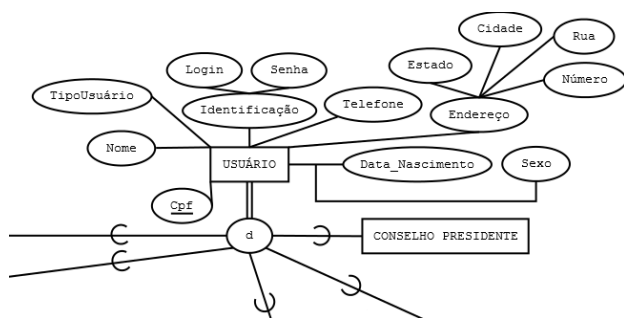 Cidade
Rua
Login
Senha
Estado
Número
TipoUsuário
Identificação
Telefone
Endereço
Nome
USUÁRIO
Data_Nascimento
Sexo
Cpf
d
CONSELHO PRESIDENTE